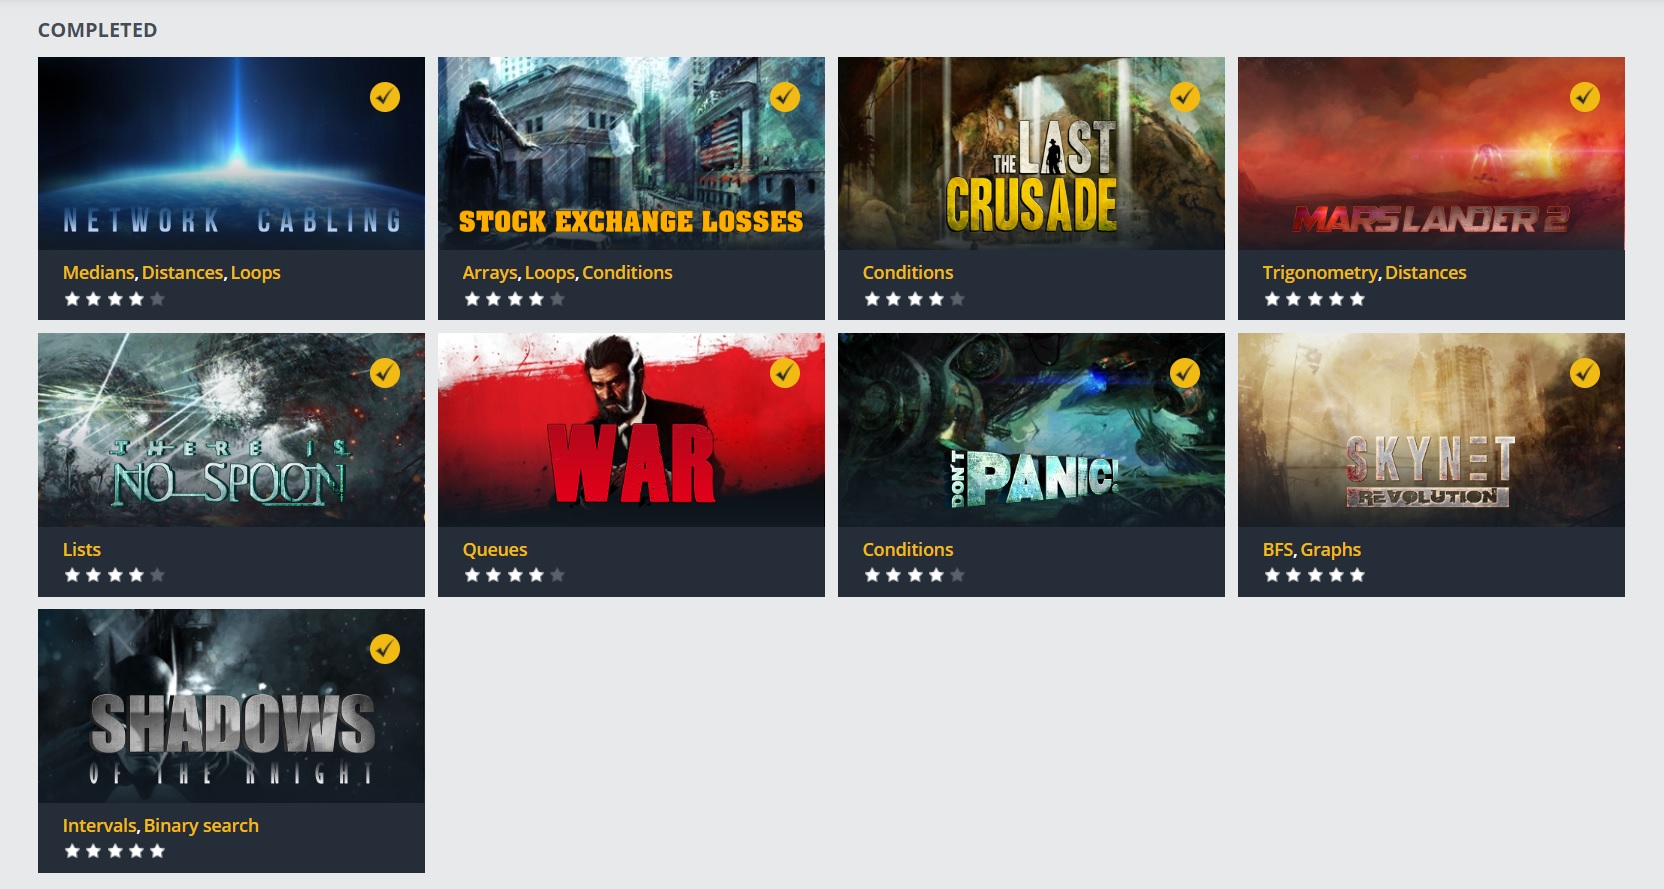 COMPLETED
NETWORK CABLING
Medians, Distances, Loops
STOCK EXCHANGE LOSSES
Arrays, Loops, Conditions
THE LAST
CRUSADE
Conditions
MARS LANDER 2
Trigonometry, Distances
THERE IS
NO SPOON
Lists
WAR
Queues
DON'T PANIC!
Conditions
SKYNET
REVOLUTION
BFS, Graphs
SHADOWS
OF THE KNIGHT
Intervals, Binary search